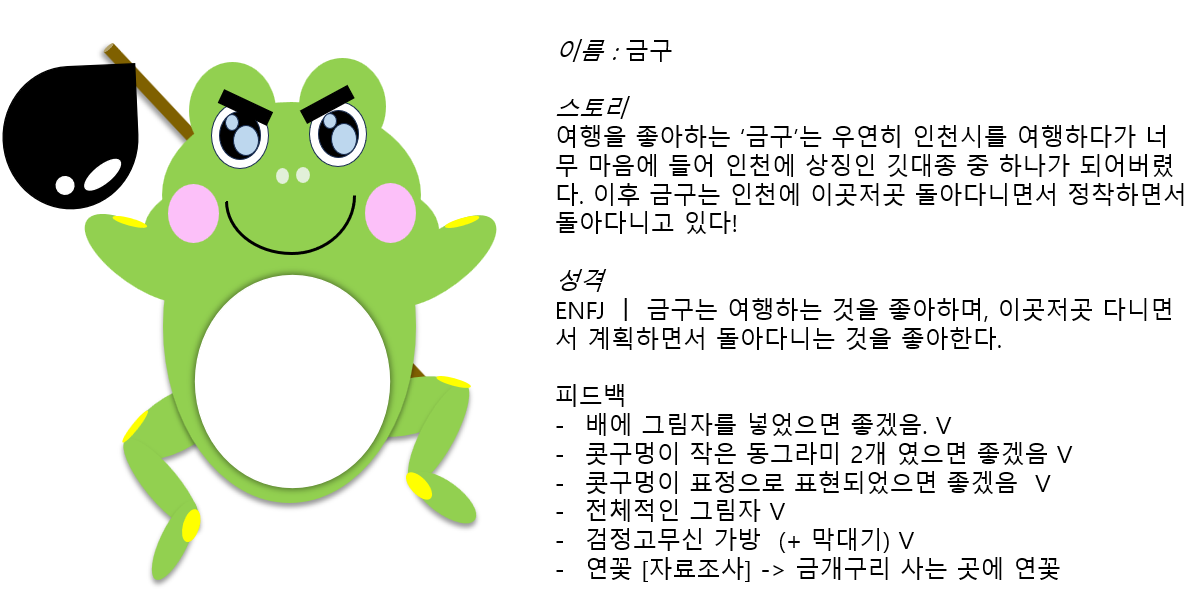 이름 : 금구
스토리
여행을 좋아하는 ‘금구’는 우연히 인천시를 여행하다가 너
무 마음에 들어 인천에 상징인 깃대종 중 하나가 되어버렸
다. 이후 금구는 인천에 이곳저곳 돌아다니면서 정착하면서
돌아다니고 있다!
성격
ENFJ ㅣ 금구는 여행하는 것을 좋아하며, 이곳저곳 다니면
서 계획하면서 돌아다니는 것을 좋아한다.
피드백
- 배에 그림자를 넣었으면 좋겠음. V
- 콧구멍이 작은 동그라미 2개 였으면 좋겠음 V
- 콧구멍이 표정으로 표현되었으면 좋겠음 V
- 전체적인 그림자 V
- 검정고무신 가방 (+ 막대기) V
- 연꽃 [자료조사] -> 금개구리 사는 곳에 연꽃